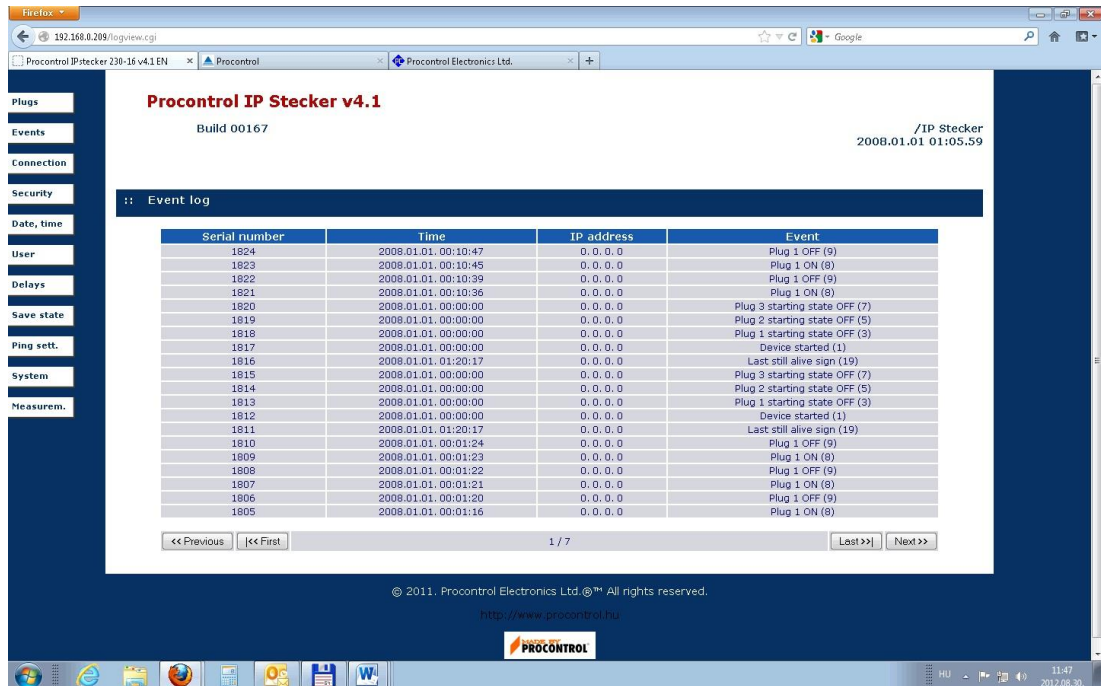 Firefox
192.168.0.209/logview.cgi
Google
Procontrol IPstecker 230-16 v4.1 EN
Procontrol
Procontrol Electronics Ltd.
Plugs
Events
Connection
Security
Date, time
User
Delays
Save state
Ping sett.
System
Measurem.
Procontrol IP Stecker v4.1
Build 00167
/IP Stecker
2008.01.01 01:05.59
:: Event log
Serial number Time IP address Event
1824 2008.01.01. 00:10:47 0. 0. 0. 0 Plug 1 OFF (9)
1823 2008.01.01. 00:10:45 0. 0. 0. 0 Plug 1 ON (8)
1822 2008.01.01. 00:10:39 0. 0. 0. 0 Plug 1 OFF (9)
1821 2008.01.01. 00:10:36 0. 0. 0. 0 Plug 1 ON (8)
1820 2008.01.01. 00:00:00 0. 0. 0. 0 Plug 3 starting state OFF (7)
1819 2008.01.01. 00:00:00 0. 0. 0. 0 Plug 2 starting state OFF (5)
1818 2008.01.01. 00:00:00 0. 0. 0. 0 Plug 1 starting state OFF (3)
1817 2008.01.01. 00:00:00 0. 0. 0. 0 Device started (1)
1816 2008.01.01. 01:20:17 0. 0. 0. 0 Last still alive sign (19)
1815 2008.01.01. 00:00:00 0. 0. 0. 0 Plug 3 starting state OFF (7)
1814 2008.01.01. 00:00:00 0. 0. 0. 0 Plug 2 starting state OFF (5)
1813 2008.01.01. 00:00:00 0. 0. 0. 0 Plug 1 starting state OFF (3)
1812 2008.01.01. 00:00:00 0. 0. 0. 0 Device started (1)
1811 2008.01.01. 01:20:17 0. 0. 0. 0 Last still alive sign (19)
1810 2008.01.01. 00:01:24 0. 0. 0. 0 Plug 1 OFF (9)
1809 2008.01.01. 00:01:23 0. 0. 0. 0 Plug 1 ON (8)
1808 2008.01.01. 00:01:22 0. 0. 0. 0 Plug 1 OFF (9)
1807 2008.01.01. 00:01:21 0. 0. 0. 0 Plug 1 ON (8)
1806 2008.01.01. 00:01:20 0. 0. 0. 0 Plug 1 OFF (9)
1805 2008.01.01. 00:01:16 0. 0. 0. 0 Plug 1 ON (8)
<< Previous |<< First 1 / 7 Last >>| Next >>
© 2011. Procontrol Electronics Ltd.®™ All rights reserved.
http://www.procontrol.hu
MADE BY
PROCONTROL
HU 11:47
2012.08.30.